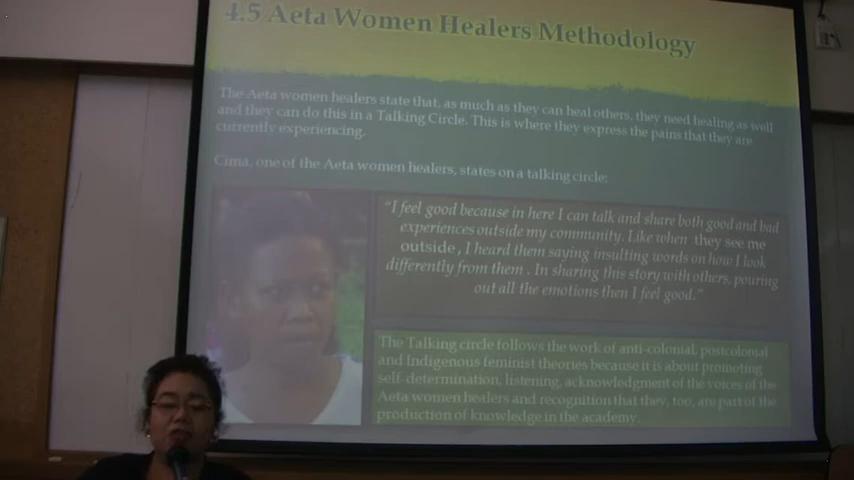 4.5 Aeta Women Healers Methodology
The Aeta women healers state that, as much as they can heal others, they need healing as well
and they can do this in a Talking Circle. This is where they express the pains that they are
currently experiencing.
Cima, one of the Aeta women healers, states on a talking circle:
"I feel good because in here I can talk and share both good and bad
experiences outside my community. Like when they see me
outside, I heard them saying insulting words on how I look
differently from them. In sharing this story with others, pouring
out all the emotions then I feel good."
The Talking circle follows the work of anti-colonial, postcolonial
and Indigenous feminist theories because it is about promoting
self-determination, listening, acknowledgment of the voices of the
Aeta women healers and recognition that they, too, are part of the
production of knowledge in the academy.